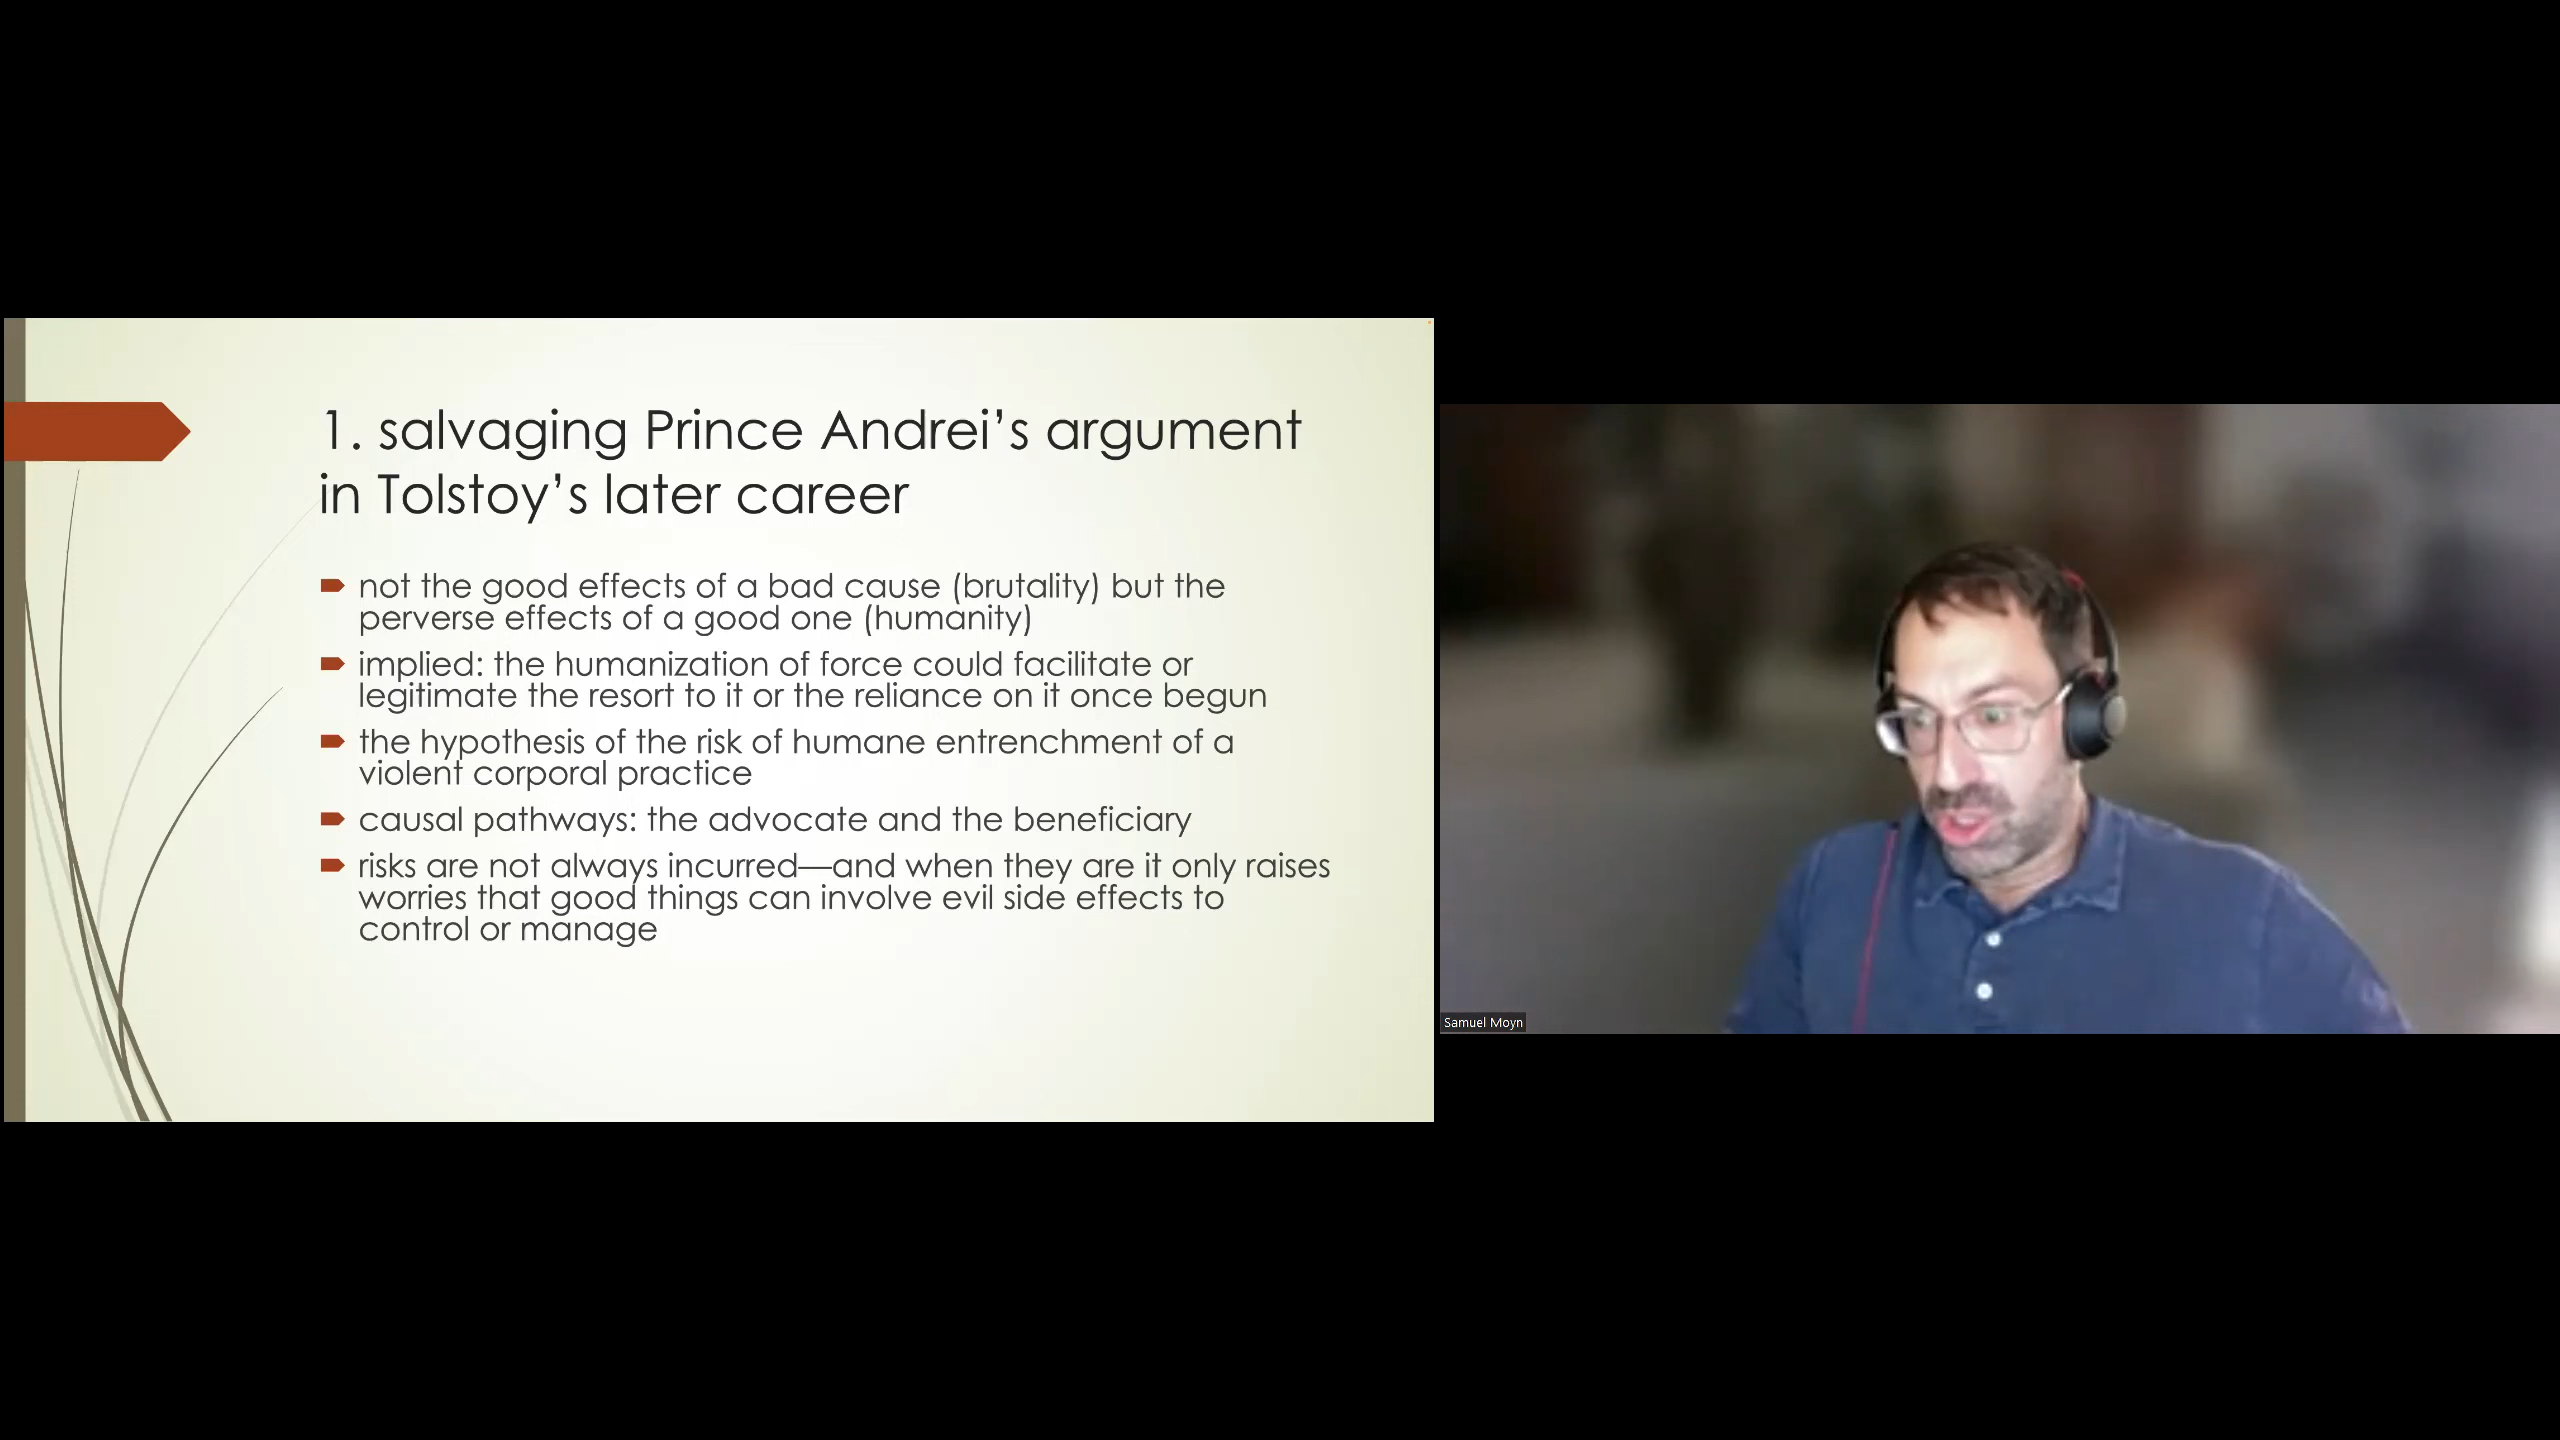 1. salvaging Prince Andrei’s argument
in Tolstoy’s later career
not the good effects of a bad cause (brutality) but the
perverse effects of a good one (humanity)
implied: the humanization of force could facilitate or
legitimate the resort to it or the reliance on it once begun
the hypothesis of the risk of humane entrenchment of a
violent corporal practice
causal pathways: the advocate and the beneficiary
risks are not always incurred—and when they are it only raises
worries that good things can involve evil side effects to
control or manage
Samuel Moyn